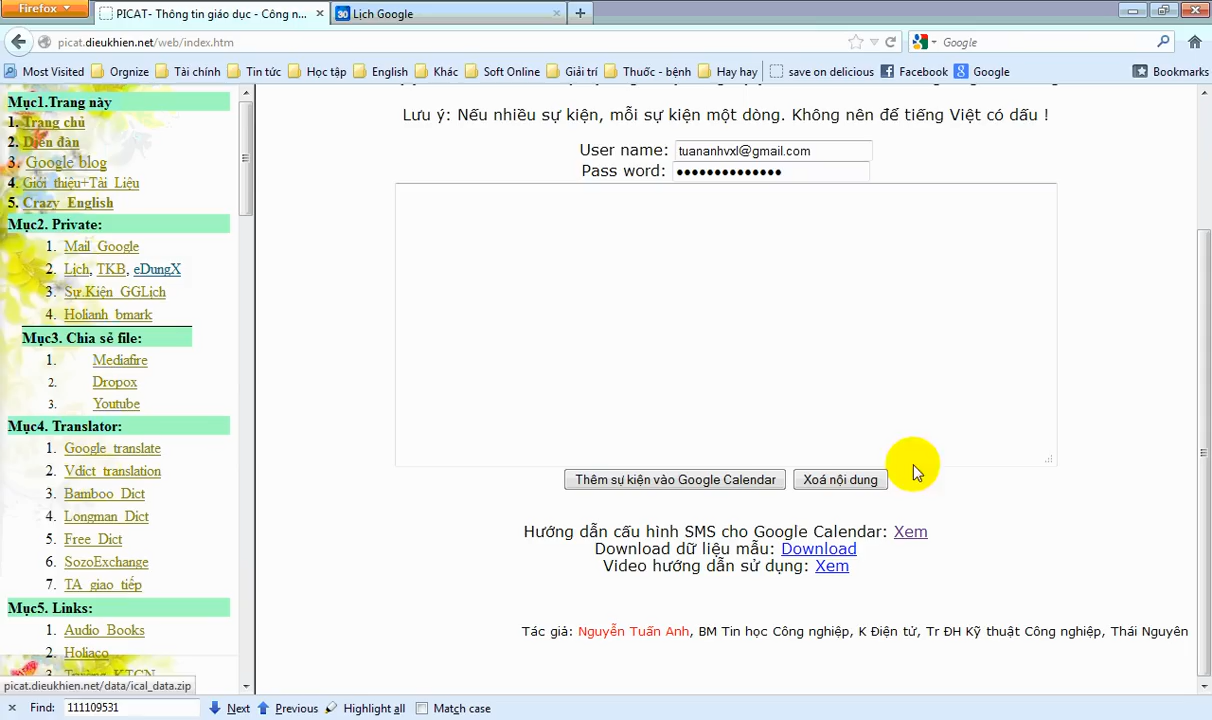 Firefox
PICAT- Thông tin giáo dục - Công n...
Lịch Google
picat.dieukhien.net/web/index.htm
Google
Most Visited
Orgnize
Tài chính
Tin tức
Học tập
English
Khác
Soft Online
Giải trí
Thuốc - bệnh
Hay hay
save on delicious
Facebook
Google
Bookmarks
Mục1.Trang này
1. Trang chủ
2. Diễn đàn
3. Google blog
4. Giới thiệu+Tài Liệu
5. Crazy English
Mục2. Private:
1. Mail Google
2. Lịch, TKB, eDungX
3. Sự Kiện GGLịch
4. Holianh bmark
Mục3. Chia sẻ file:
1. Mediafire
2. Dropox
3. Youtube
Mục4. Translator:
1. Google translate
2. Vdict translation
3. Bamboo Dict
4. Longman Dict
5. Free Dict
6. SozoExchange
7. TA giao tiếp
Mục5. Links:
1. Audio Books
2. Holiaco
3. Trường KTCN
Lưu ý: Nếu nhiều sự kiện, mỗi sự kiện một dòng. Không nên để tiếng Việt có dấu !
User name: tuananhvxl@gmail.com
Pass word: ●●●●●●●●●●●●●●
Thêm sự kiện vào Google Calendar
Xoá nội dung
Hướng dẫn cấu hình SMS cho Google Calendar: Xem
Download dữ liệu mẫu: Download
Video hướng dẫn sử dụng: Xem
Tác giả: Nguyễn Tuấn Anh, BM Tin học Công nghiệp, K Điện tử, Tr ĐH Kỹ thuật Công nghiệp, Thái Nguyên
picat.dieukhien.net/data/ical_data.zip
Find: 111109531
Next
Previous
Highlight all
Match case